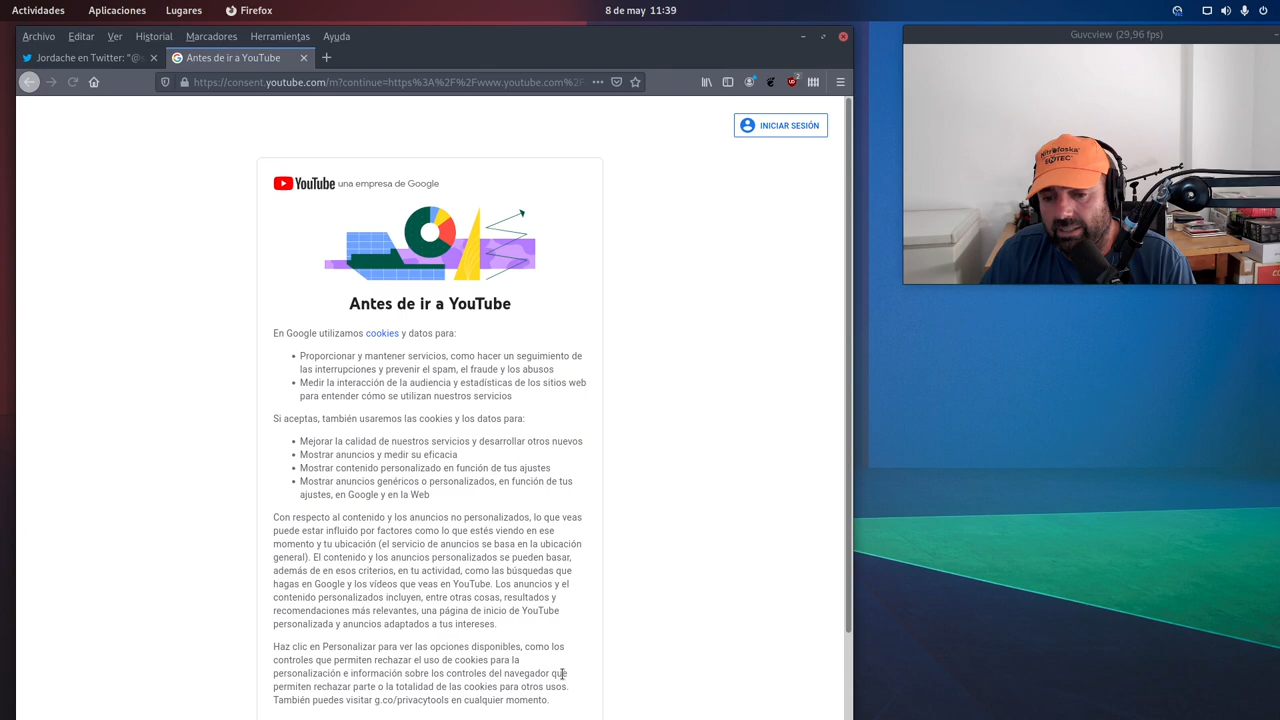 Actividades Aplicaciones Lugares Firefox 8 de may 11:39
Archivo Editar Ver Historial Marcadores Herramientas Ayuda
Guvcview (29,96 fps)
Jordache en Twitter: "@ Antes de ir a YouTube
https://consent.youtube.com/m?continue=https%3A%2F%2Fwww.youtube.com%2F
INICIAR SESIÓN
YouTube una empresa de Google
Nitrofoska
ENTEC
Antes de ir a YouTube
En Google utilizamos cookies y datos para:
• Proporcionar y mantener servicios, como hacer un seguimiento de
las interrupciones y prevenir el spam, el fraude y los abusos
• Medir la interacción de la audiencia y estadísticas de los sitios web
para entender cómo se utilizan nuestros servicios
Si aceptas, también usaremos las cookies y los datos para:
• Mejorar la calidad de nuestros servicios y desarrollar otros nuevos
• Mostrar anuncios y medir su eficacia
• Mostrar contenido personalizado en función de tus ajustes
• Mostrar anuncios genéricos o personalizados, en función de tus
ajustes, en Google y en la Web
Con respecto al contenido y los anuncios no personalizados, lo que veas
puede estar influido por factores como lo que estés viendo en ese
momento y tu ubicación (el servicio de anuncios se basa en la ubicación
general). El contenido y los anuncios personalizados se pueden basar,
además de en esos criterios, en tu actividad, como las búsquedas que
hagas en Google y los vídeos que veas en YouTube. Los anuncios y el
contenido personalizados incluyen, entre otras cosas, resultados y
recomendaciones más relevantes, una página de inicio de YouTube
personalizada y anuncios adaptados a tus intereses.
Haz clic en Personalizar para ver las opciones disponibles, como los
controles que permiten rechazar el uso de cookies para la
personalización e información sobre los controles del navegador que
permiten rechazar parte o la totalidad de las cookies para otros usos.
También puedes visitar g.co/privacytools en cualquier momento.